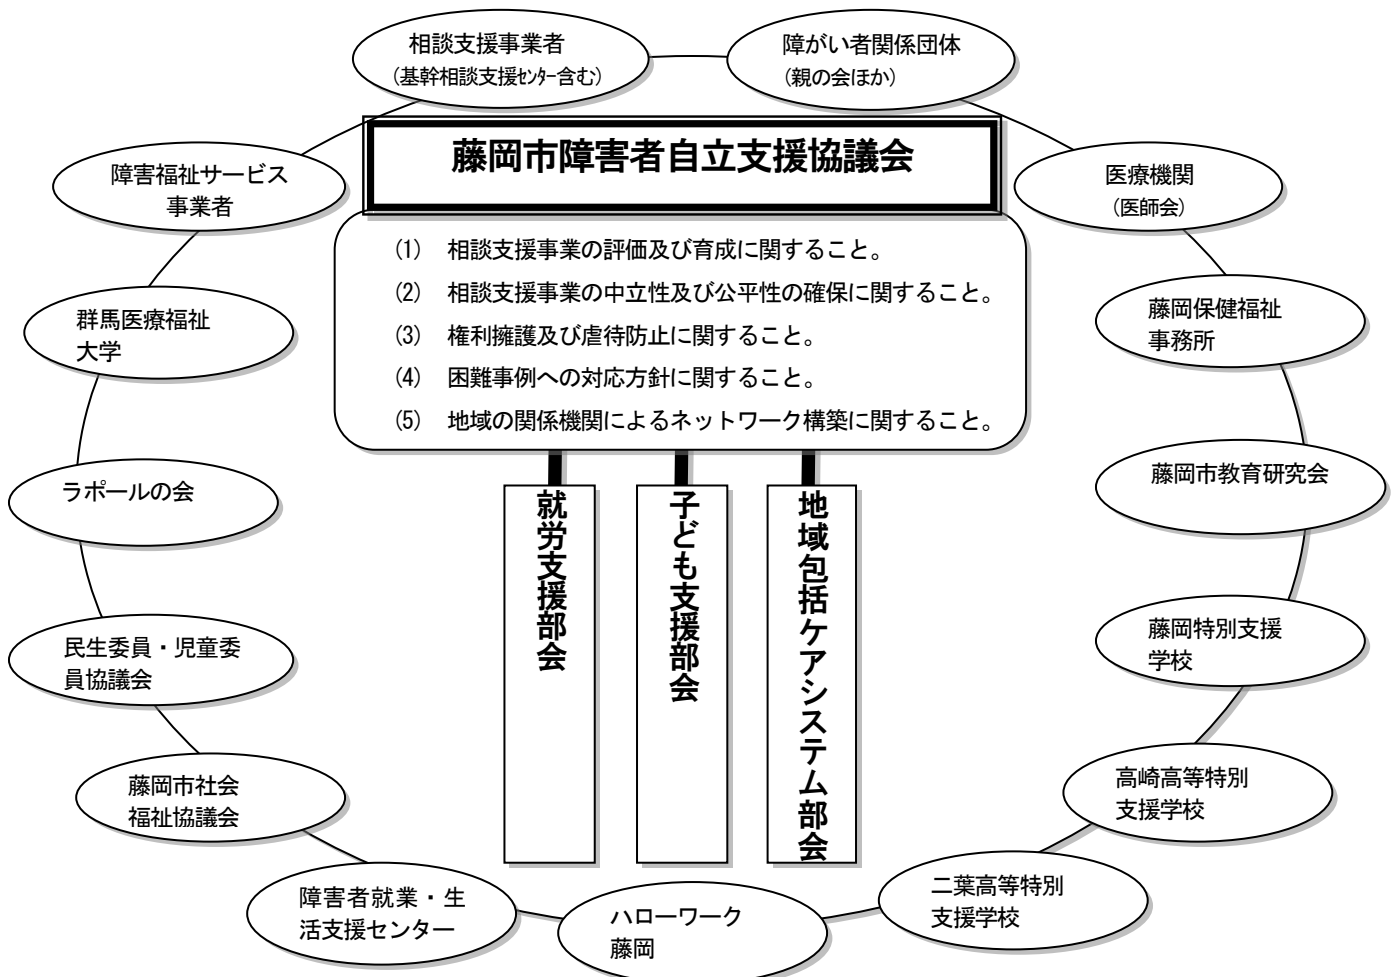 相談支援事業者
(基幹相談支援ｾﾝﾀｰ含む)
障がい者関係団体
(親の会ほか)
藤岡市障害者自立支援協議会
障害福祉サービス
事業者
医療機関
(医師会)
(1) 相談支援事業の評価及び育成に関すること。
(2) 相談支援事業の中立性及び公平性の確保に関すること。
(3) 権利擁護及び虐待防止に関すること。
(4) 困難事例への対応方針に関すること。
(5) 地域の関係機関によるネットワーク構築に関すること。
群馬医療福祉
大学
藤岡保健福祉
事務所
ラポールの会
藤岡市教育研究会
就労支援部会
子ども支援部会
地域包括ケアシステム部会
民生委員・児童委
員協議会
藤岡特別支援
学校
藤岡市社会
福祉協議会
高崎高等特別
支援学校
障害者就業・生
活支援センター
ハローワーク
藤岡
二葉高等特別
支援学校